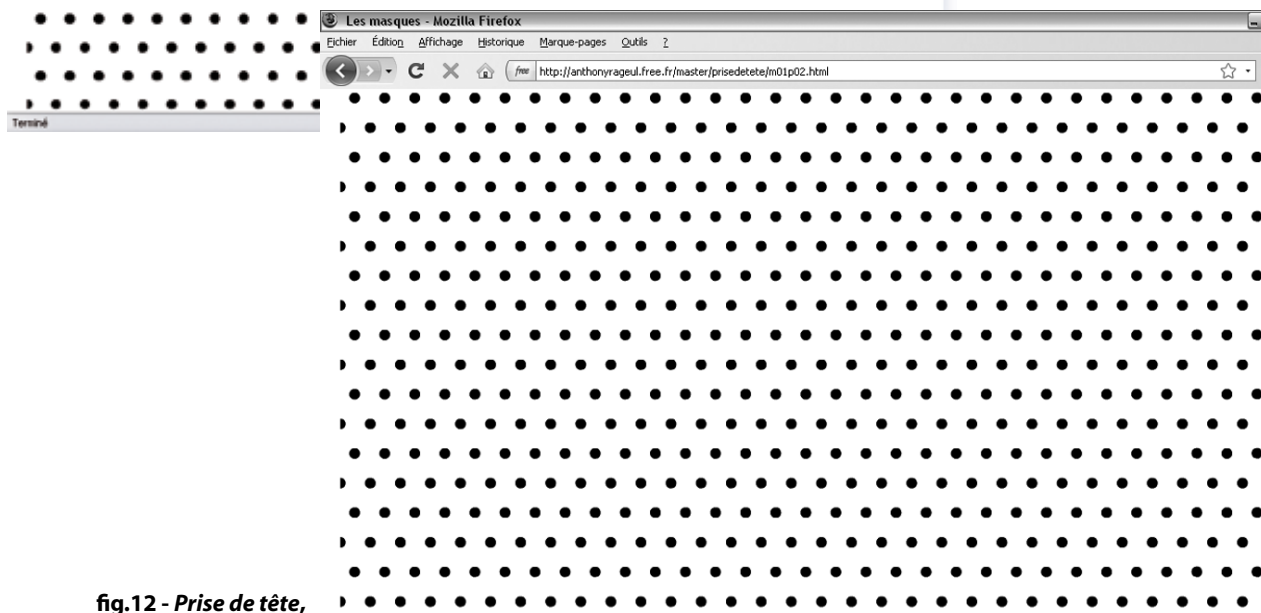 Les masques - Mozilla Firefox
Fichier Édition Affichage Historique Marque-pages Outils ?
free http://anthonyrageul.free.fr/master/prisedetete/m01p02.html
Terminé
fig.12 - Prise de tête,